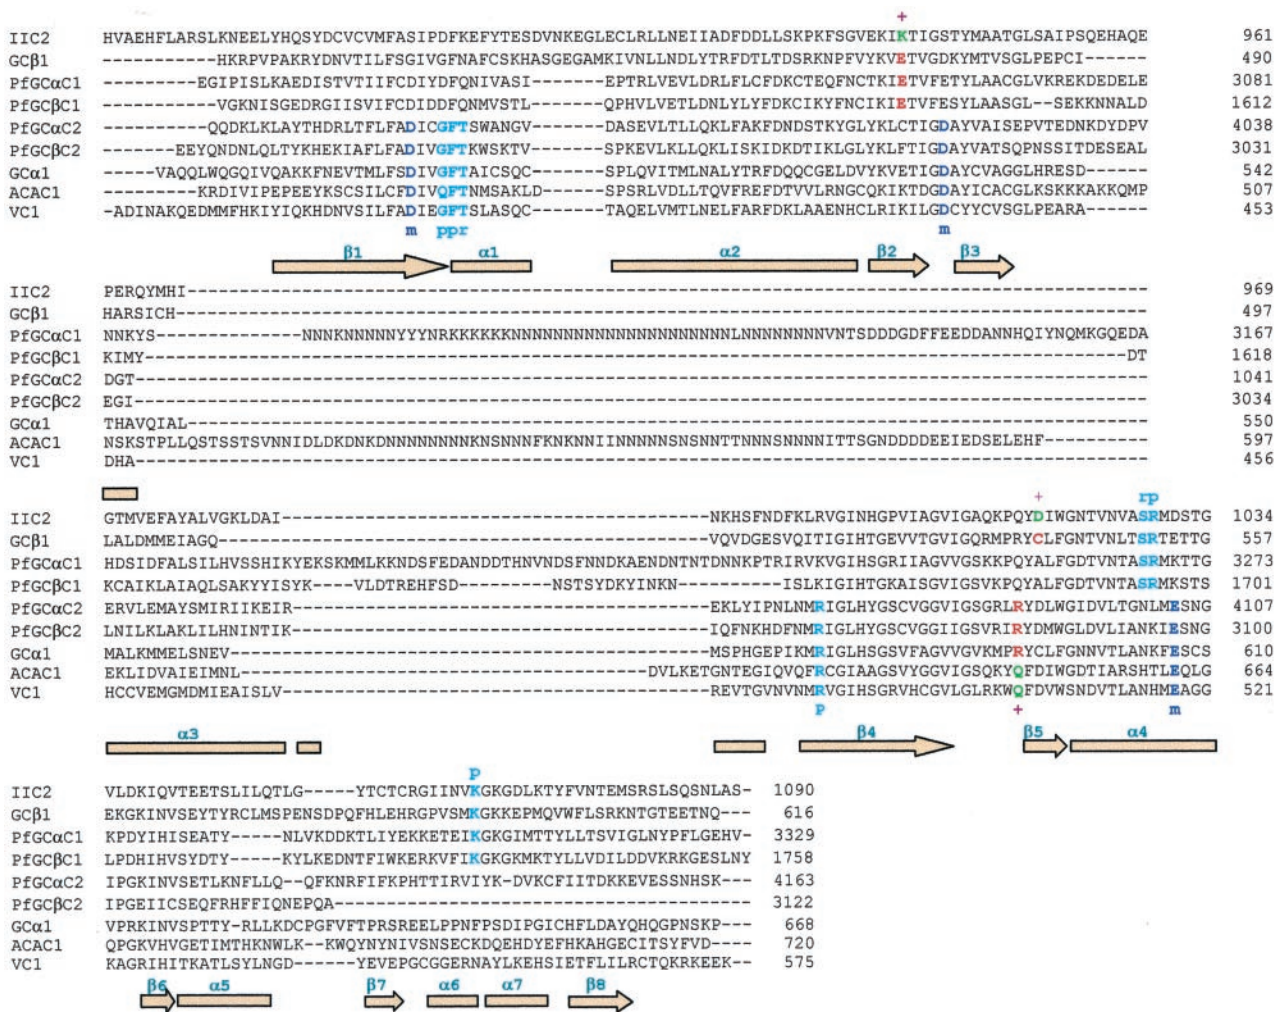 +
IIC2 HVAEHFLARSLKNEELYHQSYDCVCVMFASIPDFKEFYTESDVNKEGLECLRLLNEIIADFDDLLSKPKFSGVEKIKTIGSTYMAATGLSAIPSQEHAQE 961
GCβ1 ----------HKRPVPAKRYDNVTILFSGIVGFNAFCSKHASGEGAMKIVNLLNDLYTRFDTLTDSRKNPFVYKVETVGDKYMTVSGLPEPCI----- 490
PfGCαC1 --------EGIPISLKAEDISTVTIIFCDIYDFQNIVASI------EPTRLVEVLDRLFLCFDKCTEQFNCTKIETVFETYLAACGLVKREKDEDELE 3081
PfGCβC1 ----------VGKNISGEDRGIISVIFCDIDDFQNMVSTL------QPHVLVETLDNLYLYFDKCIKYFNCIKIETVFESYLAASGL--SEKKNNALD 1612
PfGCαC2 ---------QQDKLKLAYTHDRLTFLFADICGFTSWANGV------DASEVLTLLQKLFAKFDNDSTKYGLYKLCTIGDAYVAISEPVTEDNKDYDPV 4038
PfGCβC2 ------EEYQNDNLQLTYKHEKIAFLFADIVGFTKWSKTV------SPKEVLKLLQKLISKIDKDTIKLGLYKLFTIGDAYVATSQPNSSITDESEAL 3031
GCα1 ----VAQQLWQGQIVQAKKFNEVTMLFSDIVGFTAICSQC------SPLQVITMLNALYTRFDQQCGELDVYKVETIGDAYCVAGGLHRESD------ 542
ACAC1 --------KRDIVIPEPEEYKSCSILCFDIVQFTNMSAKLD-----SPSRLVDLLTQVFREFDTVVLRNGCQKIKTDGDAYICACGLKSKKKAKKQMP 507
VC1 -ADINAKQEDMMFHKIYIQKHDNVSILFADIEGFTSLASQC------TAQELVMTLNELFARFDKLAAENHCLRIKILGDCYYCVSGLPEARA----- 453
m ppr m
β1 α1 α2 β2 β3
IIC2 PERQYMHI---------------------------------------------------------------------------------- 969
GCβ1 HARSICH----------------------------------------------------------------------------------- 497
PfGCαC1 NNKYS------------NNNKNNNNNYYYNRKKKKKKNNNNNNNNNNNNNNNNNNNNNNNLNNNNNNNVNTSDDDGDFFEEDDANNHQIYNQMKGQEDA 3167
PfGCβC1 KIMY------------------------------------------------------------------------------------DT 1618
PfGCαC2 DGT--------------------------------------------------------------------------------------- 1041
PfGCβC2 EGI--------------------------------------------------------------------------------------- 3034
GCα1 THAVQIAL---------------------------------------------------------------------------------- 550
ACAC1 NSKSTPLLQSTSSTSVNNIDLDKDNKDNNNNNNNNNKNSNNNFKNKNNIINNNNNSNSNNTTNNNSNNNNITTSGNDDDDEEIEDSELEHF--------- 597
VC1 DHA--------------------------------------------------------------------------------------- 456
+ rp
IIC2 GTMVEFAYALVGKLDAI------------------------------------NKHSFNDFKLRVGINHGPVIAGVIGAQKPQYDIWGNTVNVASRMDSTG 1034
GCβ1 LALDMMEIAGQ------------------------------------------VQVDGESVQITIGIHTGEVVTGVIGQRMPRYCLFGNTVNLTSRTETTG 557
PfGCαC1 HDSIDFALSILHVSSHIKYEKSKMMLKKNDSFEDANDDTHNVNDSFNNDKAENDNTNTDNNKPTRIRVKVGIHSGRIIAGVVGSKKPQYALFGDTVNTASRMKSTG 3273
PfGCβC1 KCAIKLAIAQLSAKYYISYK----VLDTREHFSD-----NSTSYDKYINKN------ISLKIGIHTGKAISGVIGSVKPQYALFGDTVNTASRMKSTS 1701
PfGCαC2 ERVLEMAYSMIRIIKEIR-----------------------------------EKLYIPNLNMRIGLHYGSCVGGVIGSGRLRYDLWGIDVLTGNLMESNG 4107
PfGCβC2 LNILKLAKLILHNINTIK-----------------------------------IQFNKHDFNMRIGLHYGSCVGGIIGSVRIRYDMWGLDVLIANKIESNG 3100
GCα1 MALKMMELSNEV-----------------------------------------MSPHGEPIKMRIGLHSGSVFAGVVGVKMPRYCLFGNNVTLANKFESCS 610
ACAC1 EKLIDVAIEIMNL-----------------------------------DVLKETGNTEGIQVQFRCGIAAGSVYGGVIGSQKYQFDIWGDTIARSHTLEQLG 664
VC1 HCCVEMGMDMIEAISLV------------------------------------REVTGVNVNMRVGIHSGRVHCGVLGLRKWQFDVWSNDVTLANHMEAGG 521
p + m
α3 β4 β5 α4
p
IIC2 VLDKIQVTEETSLILQTLG-----YTCTCRGIINVKGKGDLKTYFVNTEMSRSLSQSNLAS- 1090
GCβ1 EKGKINVSEYTYRCLMSPENSDPQFHLEHRGPVSMKGKKEPMQVWFLSRKNTGTEETNQ--- 616
PfGCαC1 KPDYIHISEATY-----NLVKDDKTLIYEKKETEIKGKGIMTTYLLTSVIGLNYPFLGEHV- 3329
PfGCβC1 LPDHIHVSYDTY-----KYLKEDNTFIWKERKVFIKGKGKMKTYLLVDILDDVKRKGESLNY 1758
PfGCαC2 IPGKINVSETLKNFLLQ--QFKNRFIFKPHTTIRVIYK-DVKCFIITDKKEVESSNHSK--- 4163
PfGCβC2 IPGEIICSEQFRHFFIQNEPQA---------------------------------------- 3122
GCα1 VPRKINVSPTTY-RLLKDCPGFVFTPRSREELPPNFPSDIPGICHFLDAYQHQGPNSKP--- 668
ACAC1 QPGKVHVGETIMTHKNWLK--KWQYNYNIVSNSECKDQEHDYEFHKAHGECITSYFVD---- 720
VC1 KAGRIHITKATLSYLNGD------YEVEPGCGGERNAYLKEHSIETFLILRCTQKRKEEK-- 575
β6 α5 β7 α6 α7 β8